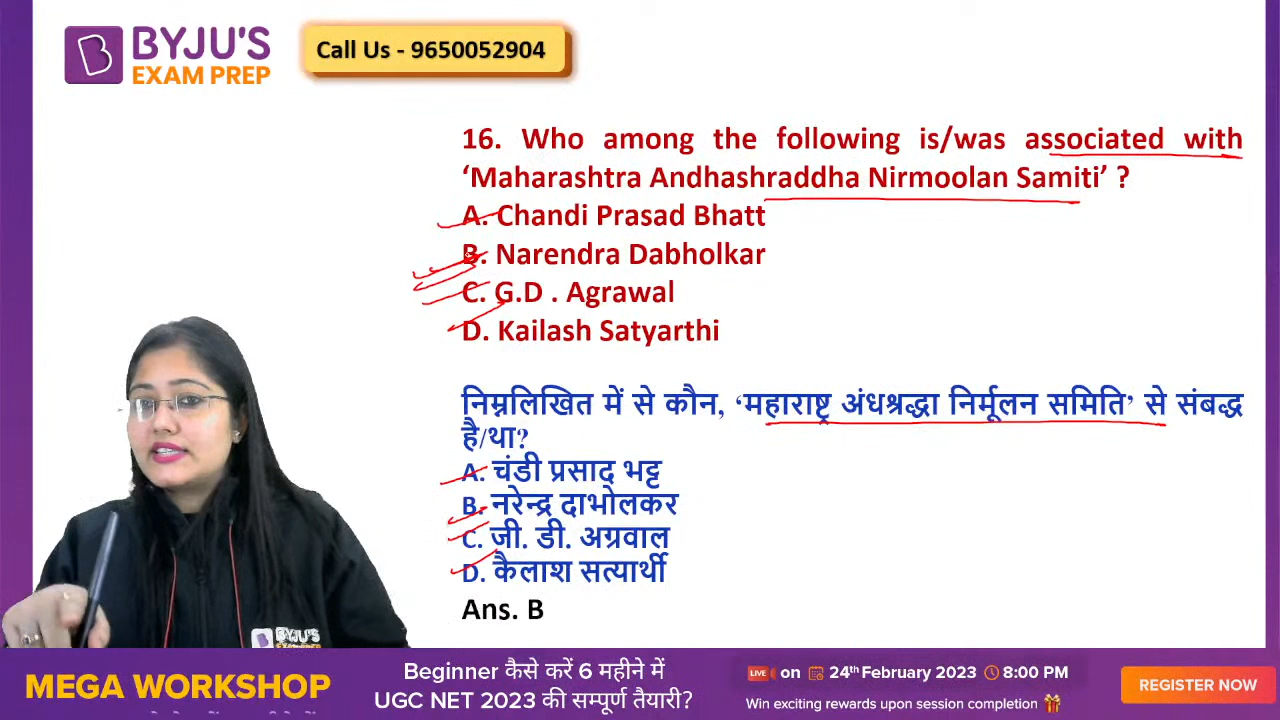 BYJU'S
EXAM PREP
Call Us - 9650052904
16. Who among the following is/was associated with
‘Maharashtra Andhashraddha Nirmoolan Samiti’ ?
A. Chandi Prasad Bhatt
B. Narendra Dabholkar
C. G.D . Agrawal
D. Kailash Satyarthi
निम्नलिखित में से कौन, ‘महाराष्ट्र अंधश्रद्धा निर्मूलन समिति’ से संबद्ध
है/था?
A. चंडी प्रसाद भट्ट
B. नरेन्द्र दाभोलकर
C. जी. डी. अग्रवाल
D. कैलाश सत्यार्थी
Ans. B
BYJU'S
EXAM PREP
MEGA WORKSHOP
Beginner कैसे करें 6 महीने में
UGC NET 2023 की सम्पूर्ण तैयारी?
LIVE on 24th February 2023 8:00 PM
Win exciting rewards upon session completion
REGISTER NOW